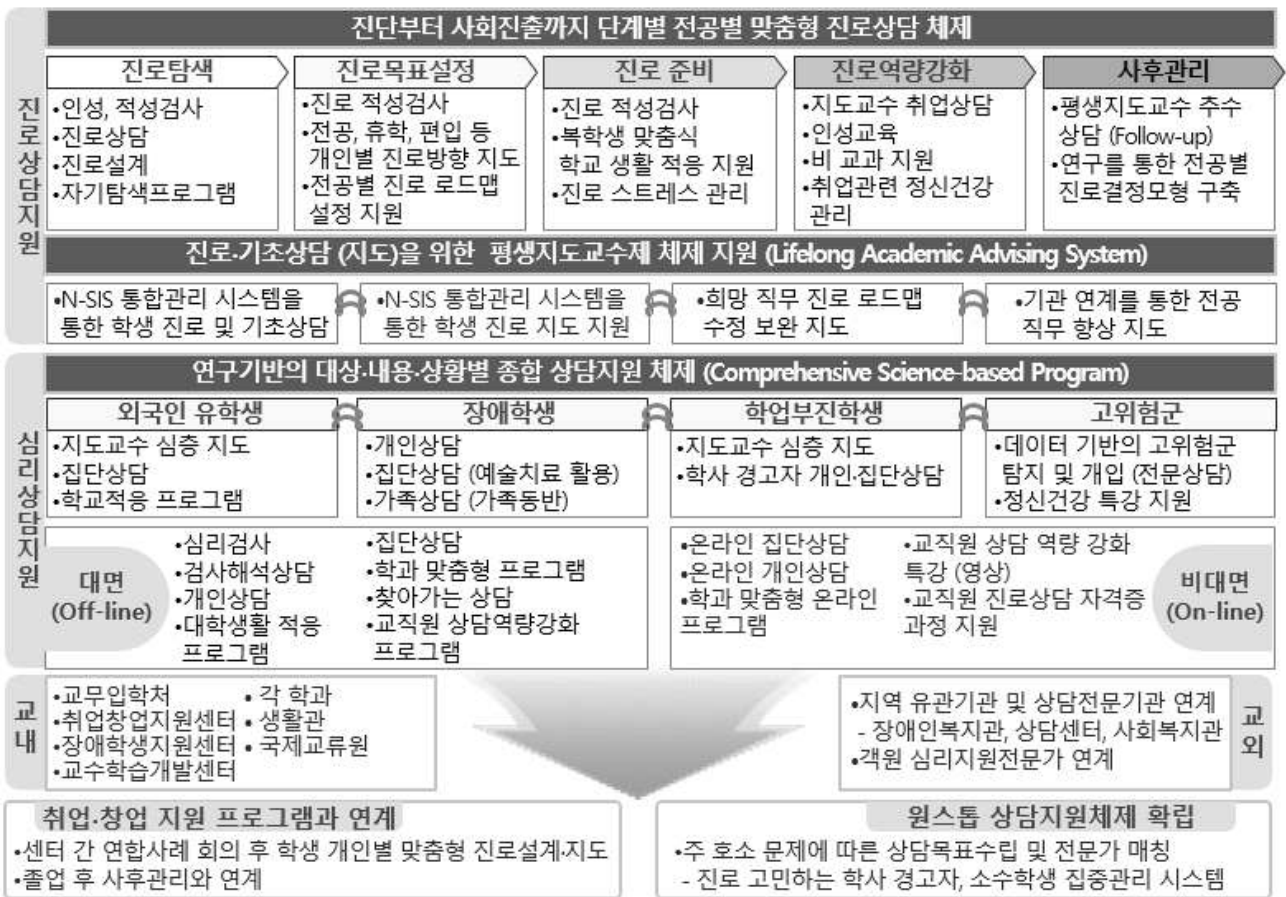 진단부터 사회진출까지 단계별 전공별 맞춤형 진로상담 체제
진로상담지원
진로탐색
•인성, 적성검사
•진로상담
•진로설계
•자기탐색프로그램
진로목표설정
•진로 적성검사
•전공, 휴학, 편입 등
개인별 진로방향 지도
•전공별 진로 로드맵
설정 지원
진로 준비
•진로 적성검사
•복학생 맞춤식
학교 생활 적응 지원
•진로 스트레스 관리
진로역량강화
•지도교수 취업상담
•인성교육
•비 교과 지원
•취업관련 정신건강
관리
사후관리
•평생지도교수 추수
상담 (Follow-up)
•연구를 통한 전공별
진로결정모형 구축
진로·기초상담 (지도)을 위한 평생지도교수제 체제 지원 (Lifelong Academic Advising System)
•N-SIS 통합관리 시스템을
통한 학생 진로 및 기초상담
•N-SIS 통합관리 시스템을
통한 학생 진로 지도 지원
•희망 직무 진로 로드맵
수정 보완 지도
•기관 연계를 통한 전공
직무 향상 지도
연구기반의 대상·내용·상황별 종합 상담지원 체제 (Comprehensive Science-based Program)
심리상담지원
외국인 유학생
•지도교수 심층 지도
•집단상담
•학교적응 프로그램
장애학생
•개인상담
•집단상담 (예술치료 활용)
•가족상담 (가족동반)
학업부진학생
•지도교수 심층 지도
•학사 경고자 개인·집단상담
고위험군
•데이터 기반의 고위험군
탐지 및 개입 (전문상담)
•정신건강 특강 지원
대면
(Off-line)
•심리검사
•검사해석상담
•개인상담
•대학생활 적응
프로그램
•집단상담
•학과 맞춤형 프로그램
•찾아가는 상담
•교직원 상담역량강화
프로그램
•온라인 집단상담
•온라인 개인상담
•학과 맞춤형 온라인
프로그램
•교직원 상담 역량 강화
특강 (영상)
•교직원 진로상담 자격증
과정 지원
비대면
(On-line)
교내
•교무입학처
•취업창업지원센터
•장애학생지원센터
•교수학습개발센터
• 각 학과
• 생활관
• 국제교류원
•지역 유관기관 및 상담전문기관 연계
- 장애인복지관, 상담센터, 사회복지관
•객원 심리지원전문가 연계
교외
취업·창업 지원 프로그램과 연계
•센터 간 연합사례 회의 후 학생 개인별 맞춤형 진로설계·지도
•졸업 후 사후관리와 연계
원스톱 상담지원체제 확립
•주 호소 문제에 따른 상담목표수립 및 전문가 매칭
- 진로 고민하는 학사 경고자, 소수학생 집중관리 시스템